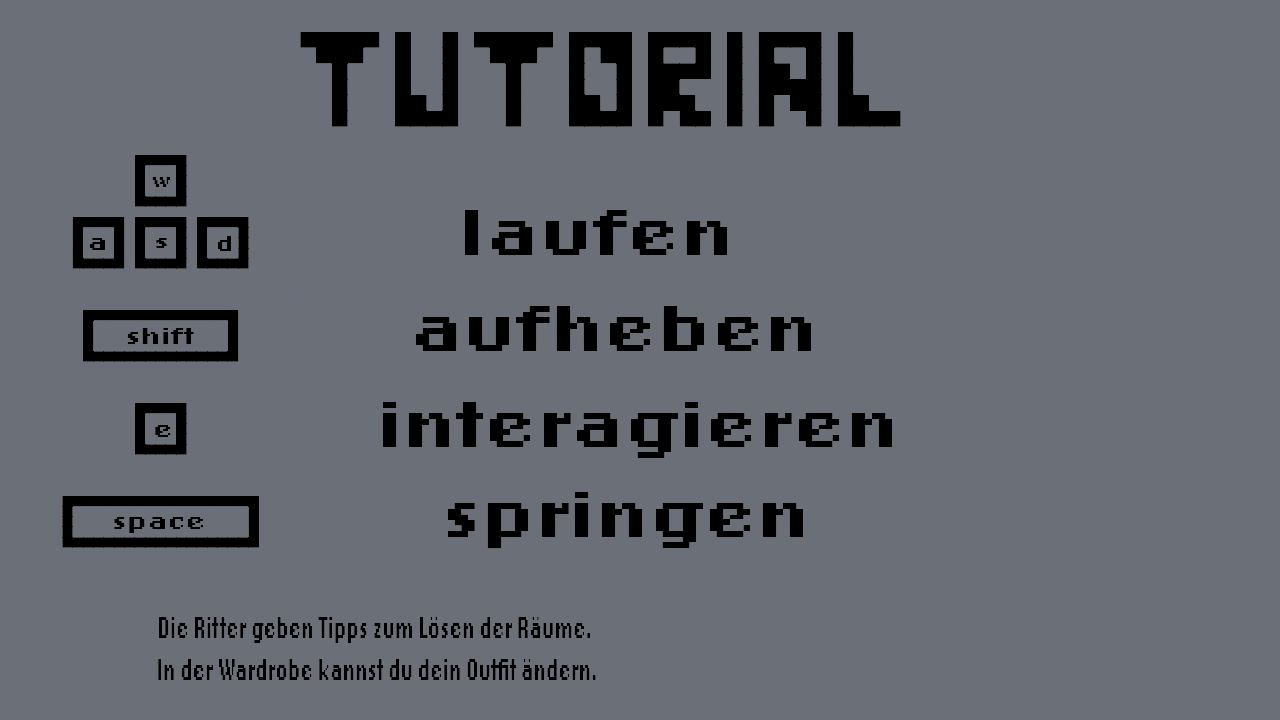 TUTORIAL
w
a s d
laufen
shift
aufheben
e
interagieren
space
springen
Die Ritter geben Tipps zum Lösen der Räume.
In der Wardrobe kannst du dein Outfit ändern.